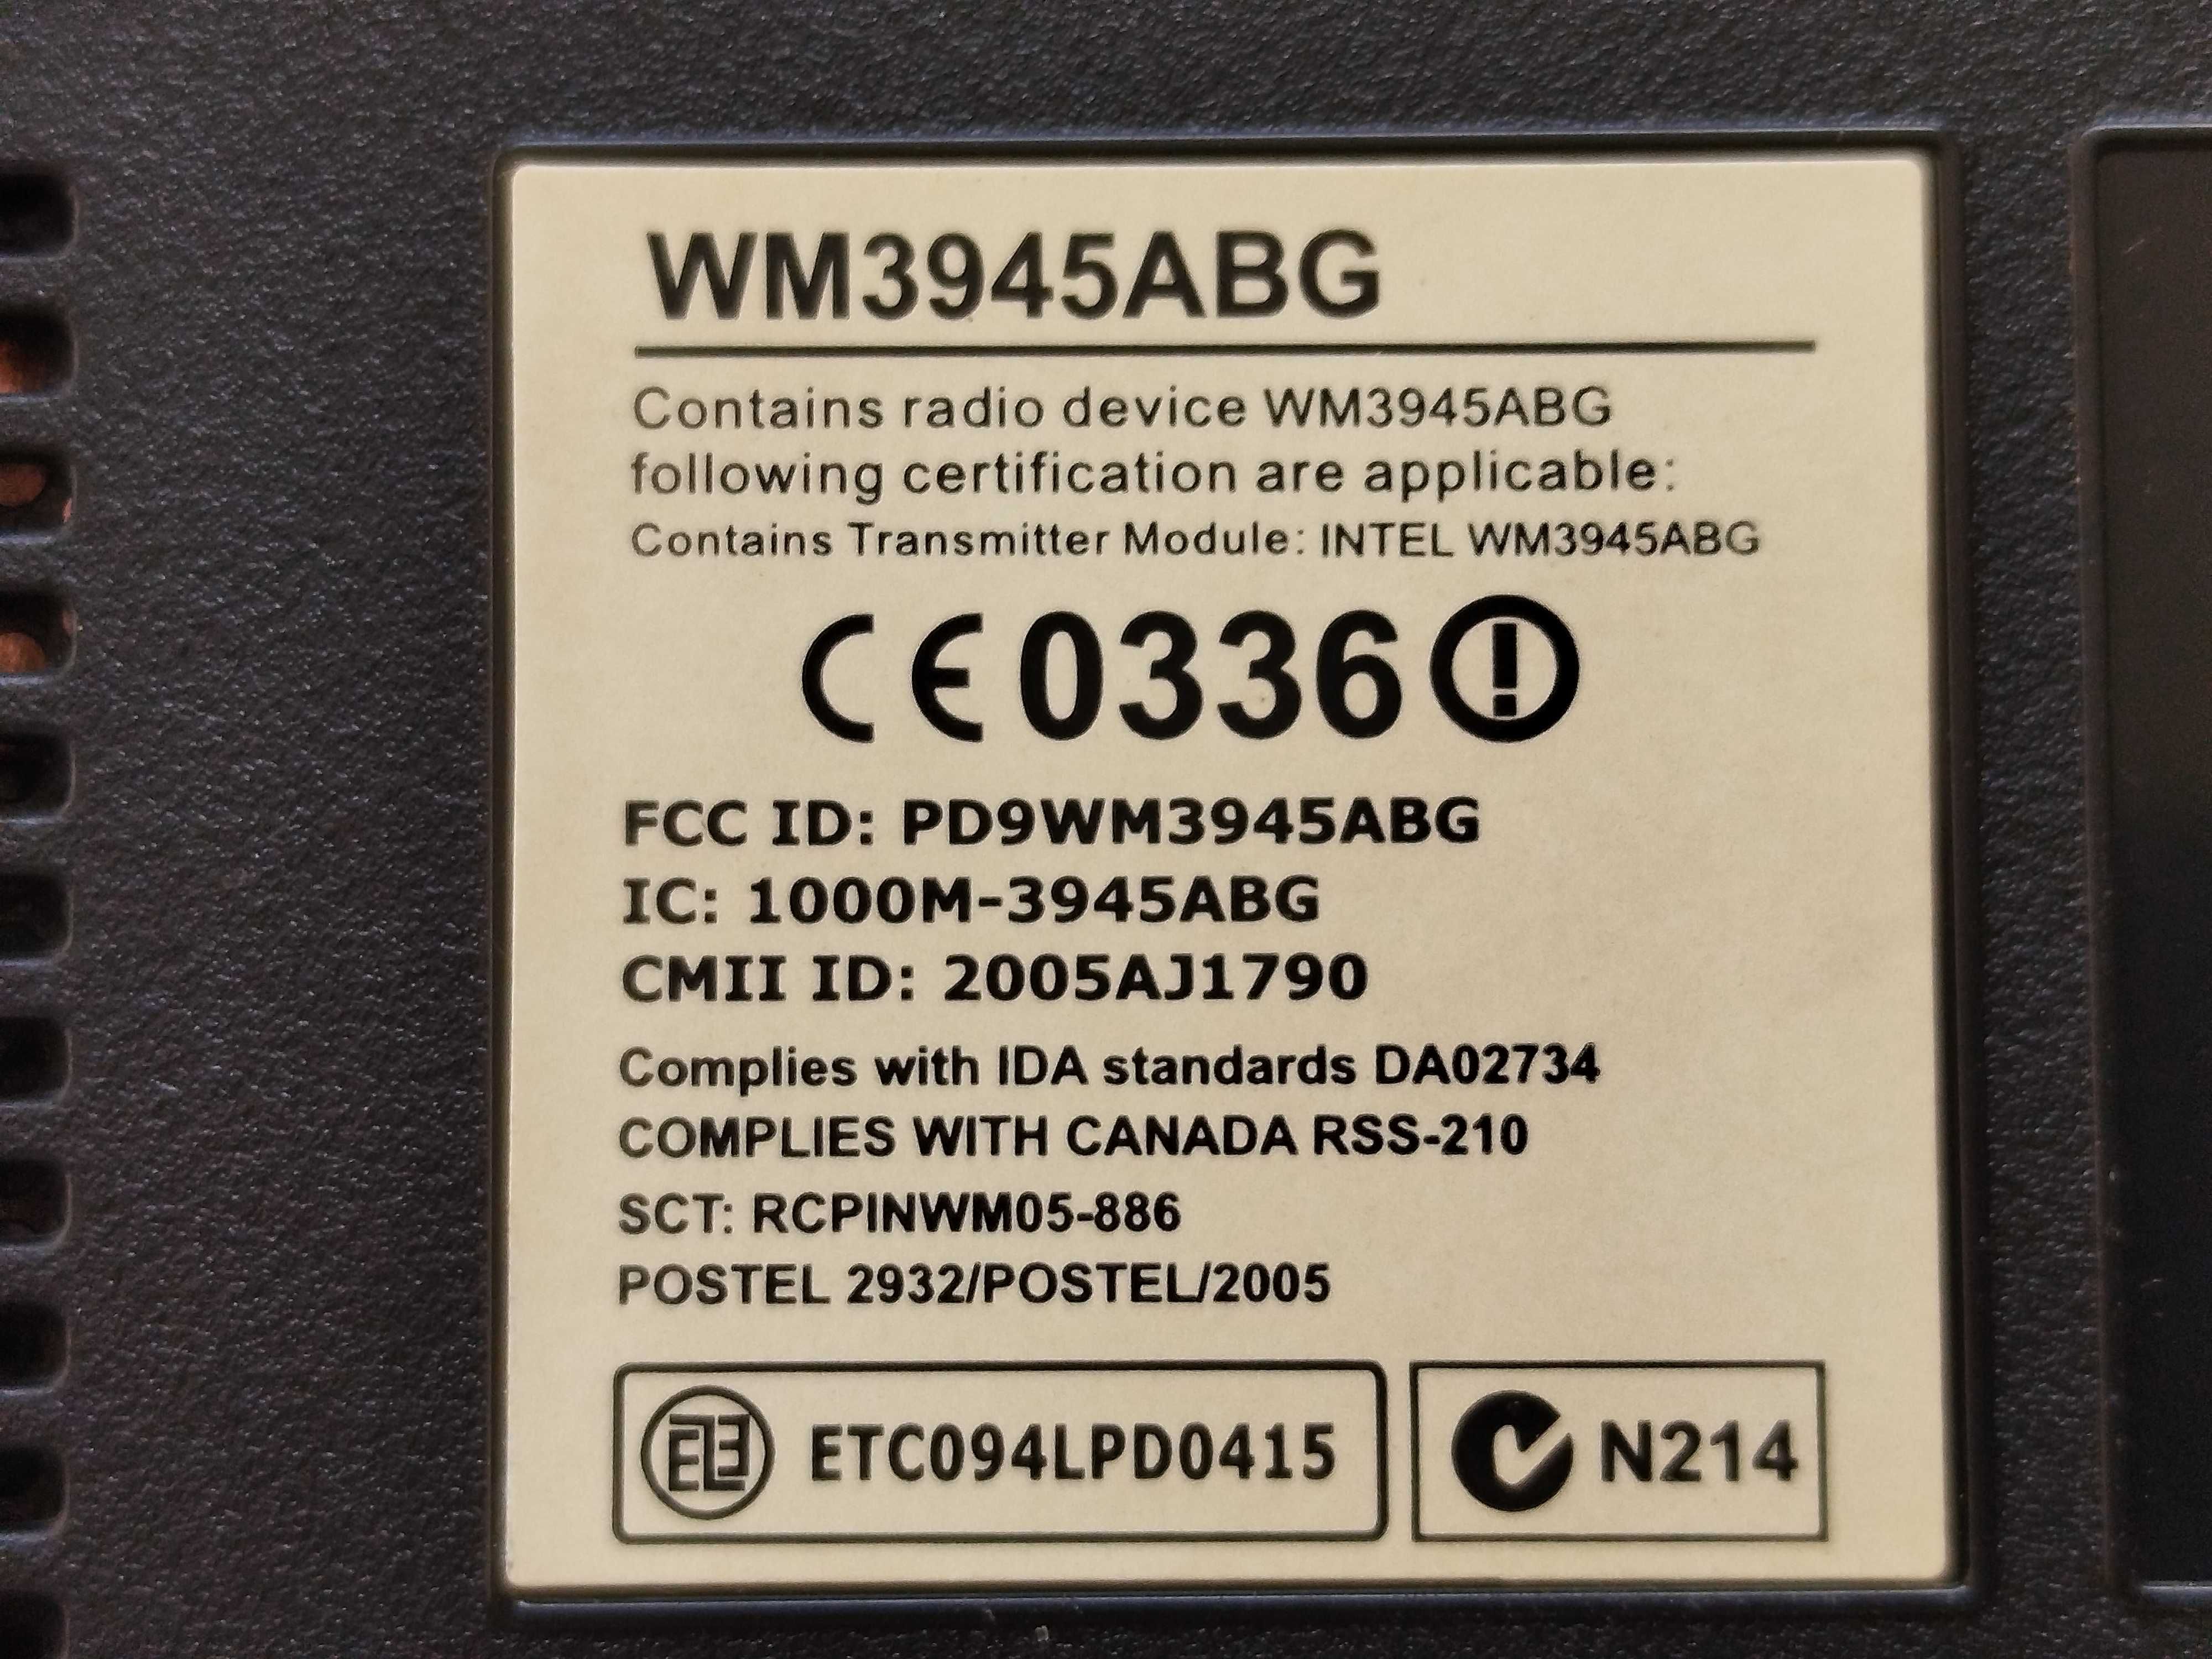 WM3945ABG
Contains radio device WM3945ABG
following certification are applicable:
Contains Transmitter Module: INTEL WM3945ABG
CE0336
FCC ID: PD9WM3945ABG
IC: 1000M-3945ABG
CMII ID: 2005AJ1790
Complies with IDA standards DA02734
COMPLIES WITH CANADA RSS-210
SCT: RCPINWM05-886
POSTEL 2932/POSTEL/2005
ETC094LPD0415
N214